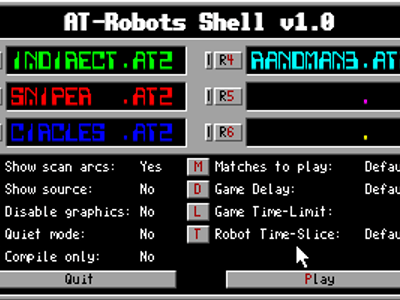 AT-Robots Shell v1.0
INDIRECT.AT2 R4 RANDMAN3.AT
SNIPER .AT2 R5 .
CIRCLES .AT2 R6 .
Show scan arcs: Yes M Matches to play: Defau
Show source: No D Game Delay: Defau
Disable graphics: No L Game Time-Limit:
Quiet mode: No T Robot Time-Slice: Defau
Compile only: No
Quit Play